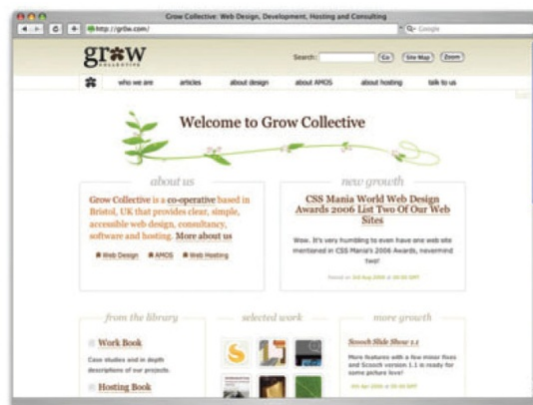 Grow Collective: Web Design, Development, Hosting and Consulting
http://gr0w.com/
Google
grow
COLLECTIVE
Search:
Go
Site Map
Zoom
who we are
articles
about design
about AMOS
about hosting
talk to us
Welcome to Grow Collective
about us
Grow Collective is a co-operative based in
Bristol, UK that provides clear, simple,
accessible web design, consultancy,
software and hosting. More about us
Web Design
AMOS
Web Hosting
new growth
CSS Mania World Web Design
Awards 2006 List Two Of Our Web
Sites
Wow. It's very humbling to even have one web site
mentioned in CSS Mania's 2006 Awards, nevermind
two!
from the library
Work Book
Case studies and in depth
descriptions of our projects.
Hosting Book
selected work
S
more growth
Scooch Slide Show 1.1
More features with a few minor fixes
and Scooch version 1.1 is ready for
some picture love!